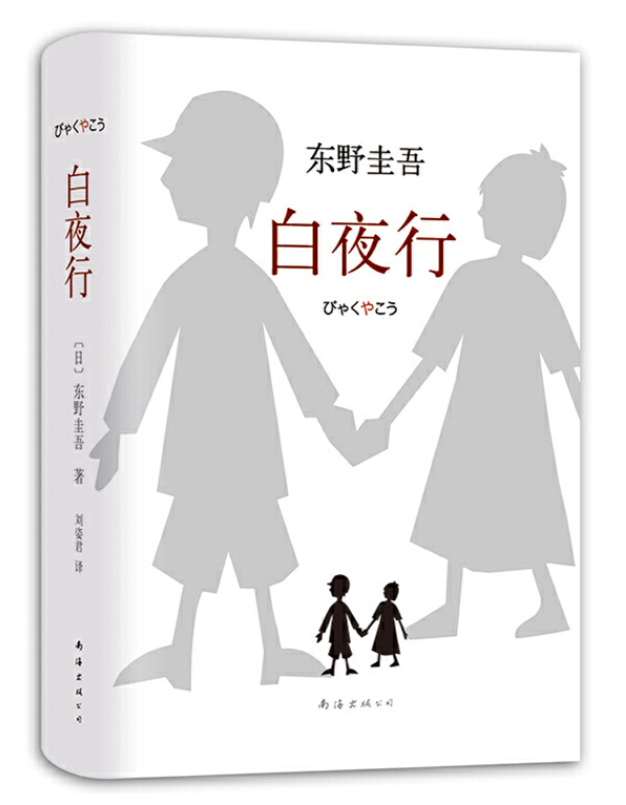 びゃくやこう
白夜行
〔日〕东野圭吾 著
刘姿君 译
南海出版公司
东野圭吾
白夜行
びゃくやこう
南海出版公司